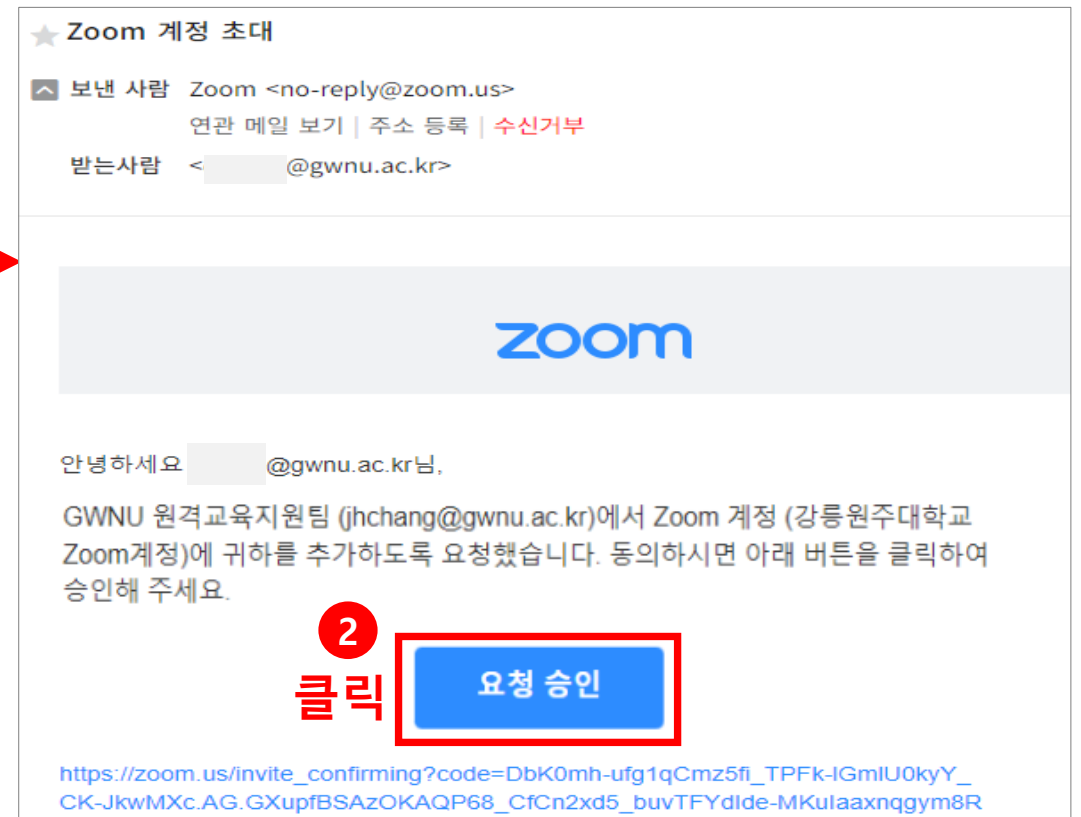 Zoom 계정 초대
보낸 사람 Zoom <no-reply@zoom.us>
연관 메일 보기 | 주소 등록 | 수신거부
받는사람 < @gwnu.ac.kr>
zoom
안녕하세요 @gwnu.ac.kr님,
GWNU 원격교육지원팀 (jhchang@gwnu.ac.kr)에서 Zoom 계정 (강릉원주대학교
Zoom계정)에 귀하를 추가하도록 요청했습니다. 동의하시면 아래 버튼을 클릭하여
승인해 주세요.
2
클릭
요청 승인
https://zoom.us/invite_confirming?code=DbK0mh-ufg1qCmz5fi_TPFk-IGmIU0kyY_
CK-JkwMXc.AG.GXupfBSAzOKAQP68_CfCn2xd5_buvTFYdIde-MKulaaxnqgym8R